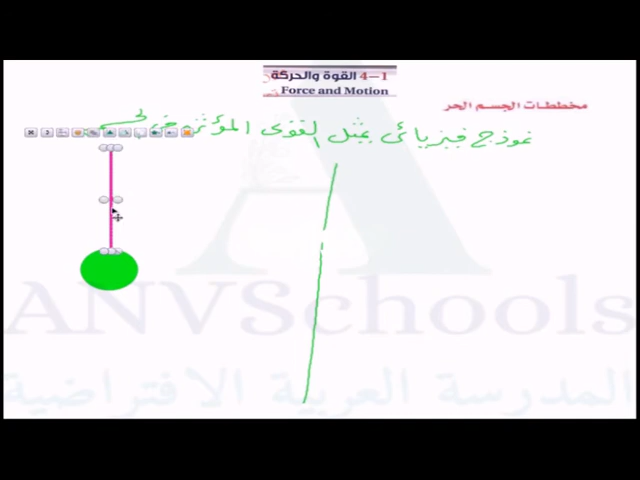 4-1 القوة والحركة
Force and Motion
مخططات الجسم الحر
نموذج فيزيائي يمثل القوى المؤثرة في
ANVSchools
المدرسة العربية الافتراضية